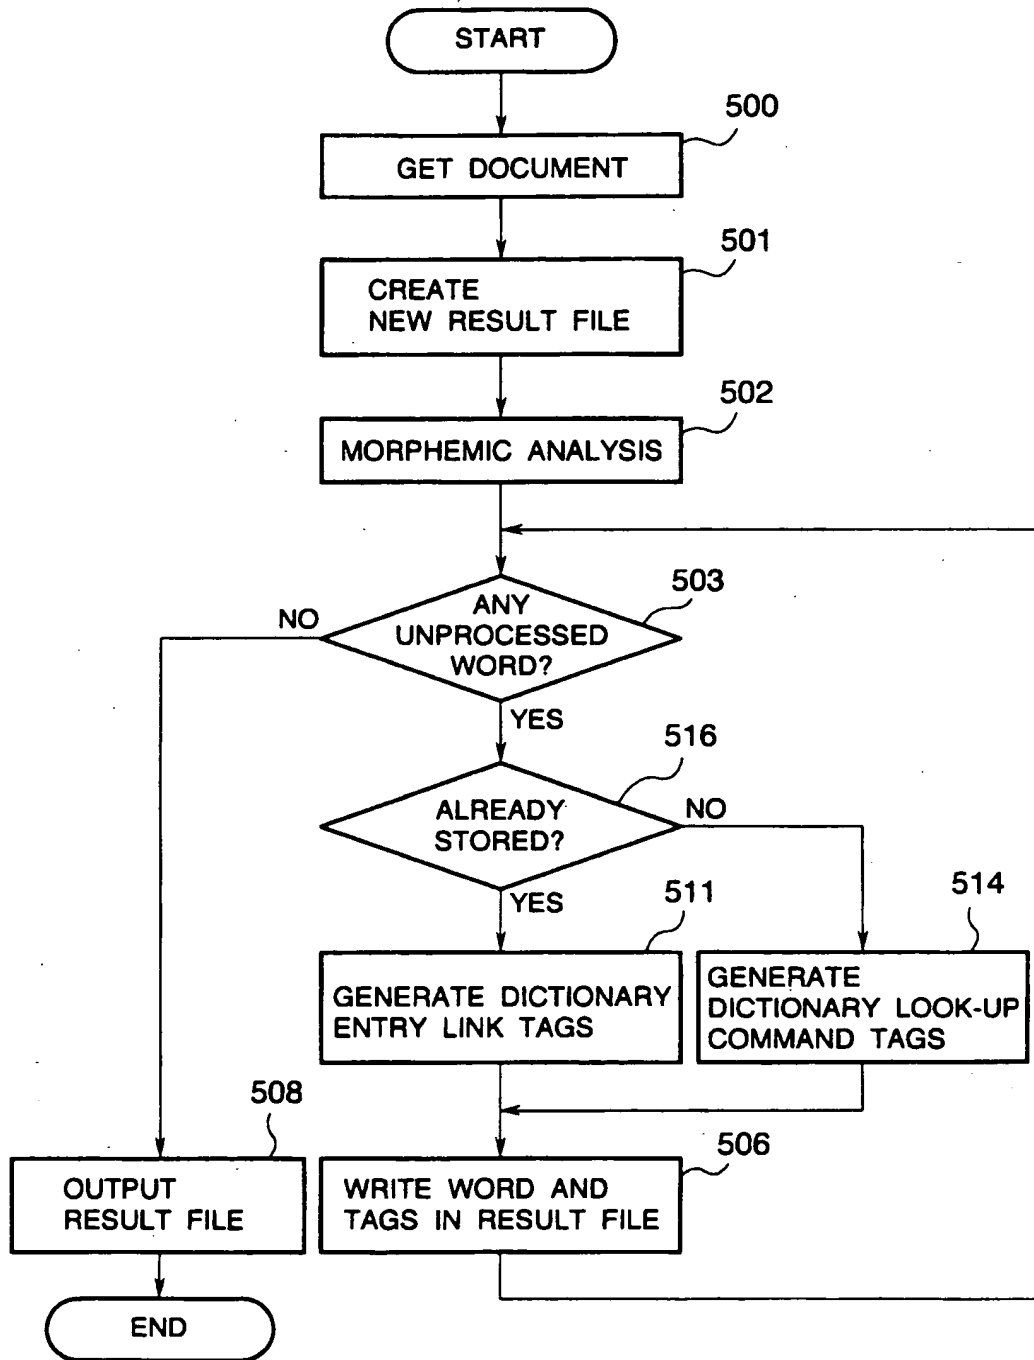 START
500
GET DOCUMENT
501
CREATE
NEW RESULT FILE
502
MORPHEMIC ANALYSIS
503
NO
ANY
UNPROCESSED
WORD?
YES
516
ALREADY
STORED?
NO
YES
511
514
GENERATE DICTIONARY
ENTRY LINK TAGS
GENERATE
DICTIONARY LOOK-UP
COMMAND TAGS
508
506
OUTPUT
RESULT FILE
WRITE WORD AND
TAGS IN RESULT FILE
END